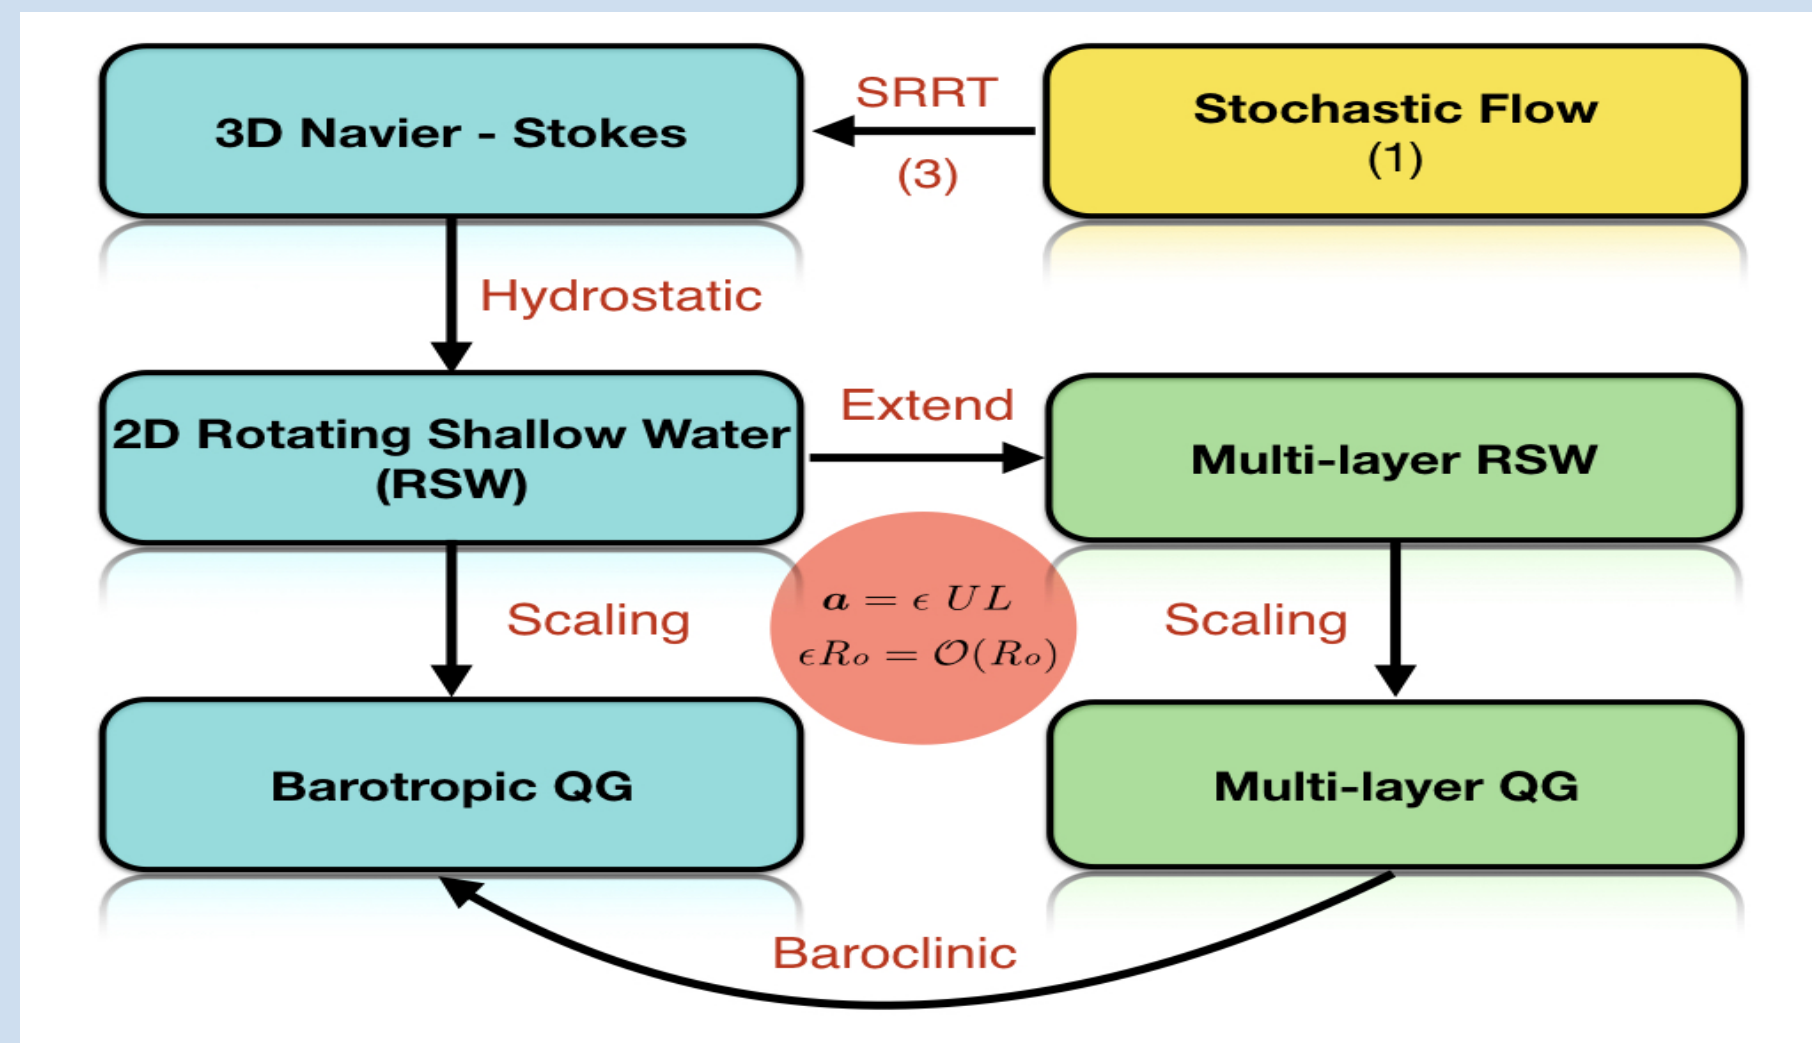 3D Navier - Stokes
SRRT
(3)
Stochastic Flow
(1)
Hydrostatic
2D Rotating Shallow Water
(RSW)
Extend
Multi-layer RSW
Scaling
a = ϵ UL
ϵRo = 𝒪(Ro)
Scaling
Barotropic QG
Multi-layer QG
Baroclinic